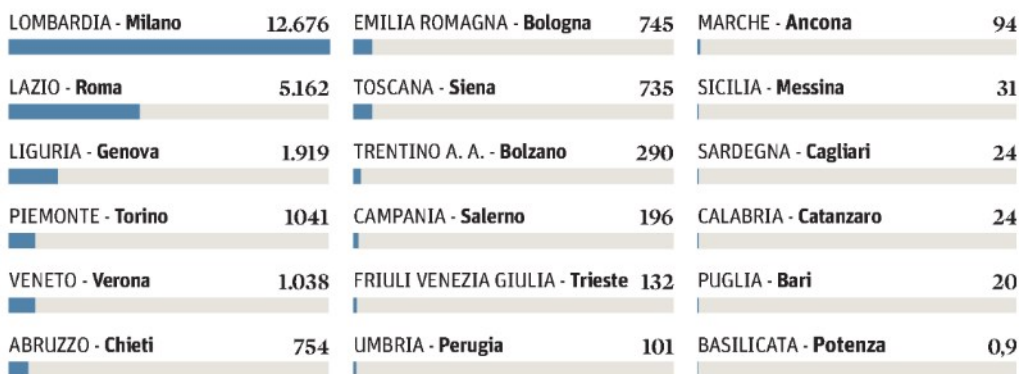 LOMBARDIA - Milano 12.676
LAZIO - Roma 5.162
LIGURIA - Genova 1.919
PIEMONTE - Torino 1041
VENETO - Verona 1.038
ABRUZZO - Chieti 754
EMILIA ROMAGNA - Bologna 745
TOSCANA - Siena 735
TRENTINO A. A. - Bolzano 290
CAMPANIA - Salerno 196
FRIULI VENEZIA GIULIA - Trieste 132
UMBRIA - Perugia 101
MARCHE - Ancona 94
SICILIA - Messina 31
SARDEGNA - Cagliari 24
CALABRIA - Catanzaro 24
PUGLIA - Bari 20
BASILICATA - Potenza 0,9